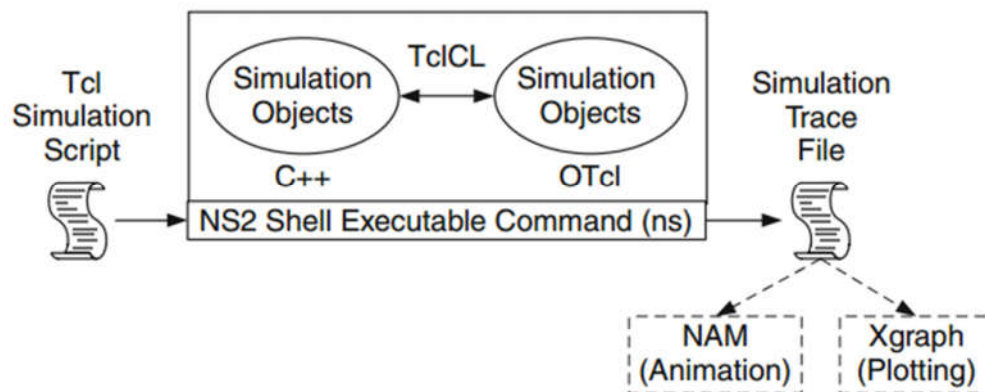 Tcl
Simulation
Script
TclCL
Simulation
Objects
Simulation
Objects
C++
OTcl
NS2 Shell Executable Command (ns)
Simulation
Trace
File
NAM
(Animation)
Xgraph
(Plotting)